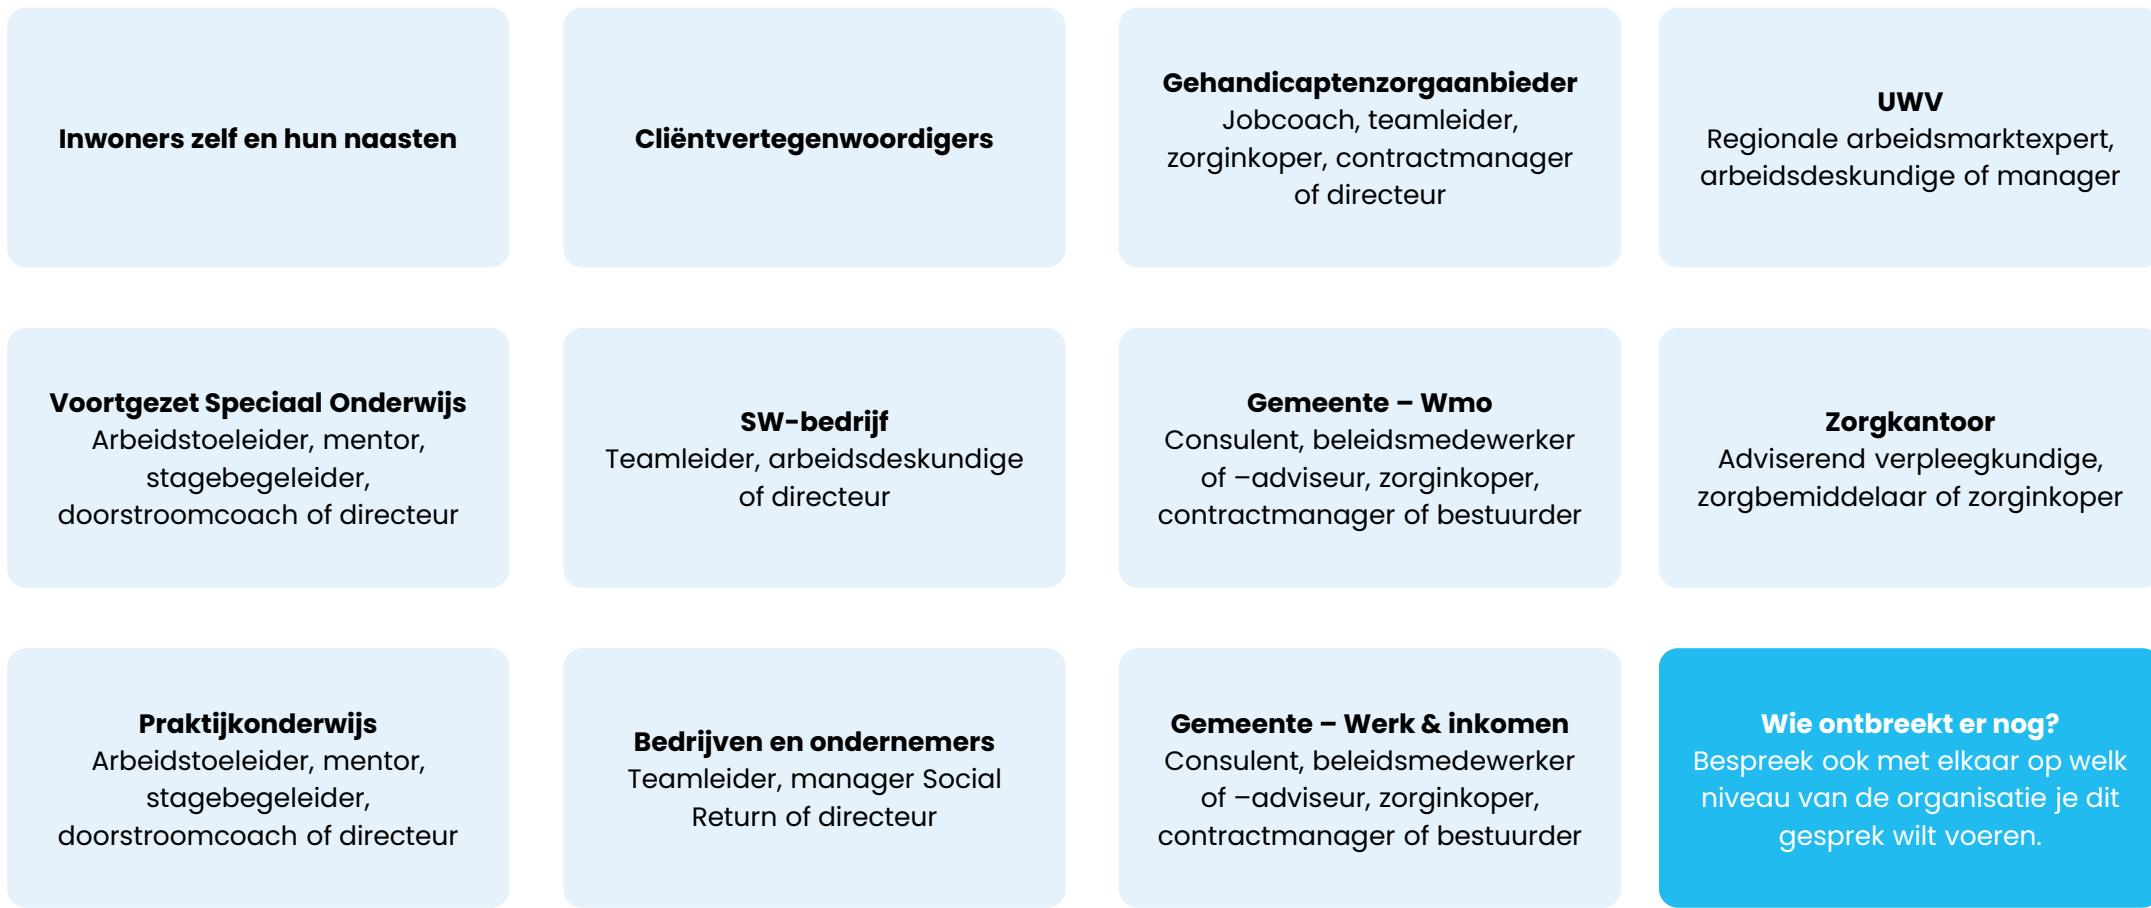 Inwoners zelf en hun naasten
Cliëntvertegenwoordigers
Gehandicaptenzorgaanbieder
Jobcoach, teamleider,
zorginkoper, contractmanager
of directeur
UWV
Regionale arbeidsmarktexpert,
arbeidsdeskundige of manager
Voortgezet Speciaal Onderwijs
Arbeidstoeleider, mentor,
stagebegeleider,
doorstroomcoach of directeur
SW-bedrijf
Teamleider, arbeidsdeskundige
of directeur
Gemeente – Wmo
Consulent, beleidsmedewerker
of –adviseur, zorginkoper,
contractmanager of bestuurder
Zorgkantoor
Adviserend verpleegkundige,
zorgbemiddelaar of zorginkoper
Praktijkonderwijs
Arbeidstoeleider, mentor,
stagebegeleider,
doorstroomcoach of directeur
Bedrijven en ondernemers
Teamleider, manager Social
Return of directeur
Gemeente – Werk & inkomen
Consulent, beleidsmedewerker
of –adviseur, zorginkoper,
contractmanager of bestuurder
Wie ontbreekt er nog?
Bespreek ook met elkaar op welk
niveau van de organisatie je dit
gesprek wilt voeren.